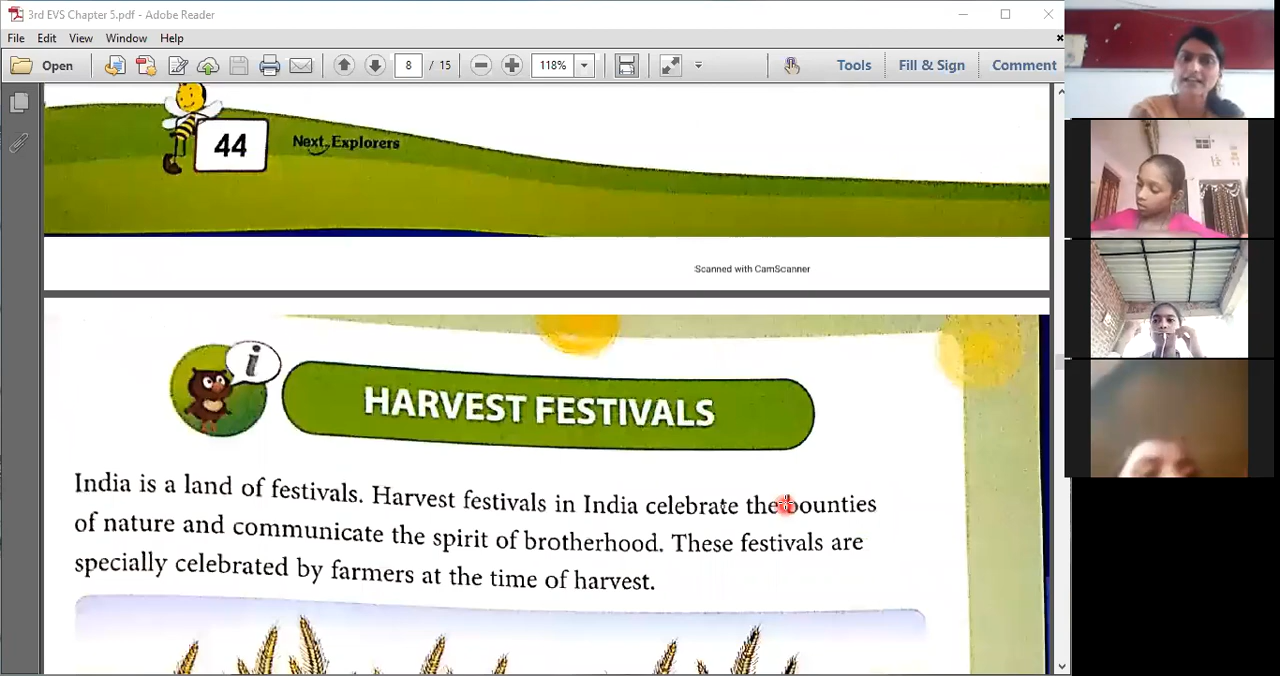 3rd EVS Chapter 5.pdf - Adobe Reader
File Edit View Window Help
Open 8 / 15 118% Tools Fill & Sign Comment
44 Next Explorers
Scanned with CamScanner
i
HARVEST FESTIVALS
India is a land of festivals. Harvest festivals in India celebrate the bounties
of nature and communicate the spirit of brotherhood. These festivals are
specially celebrated by farmers at the time of harvest.